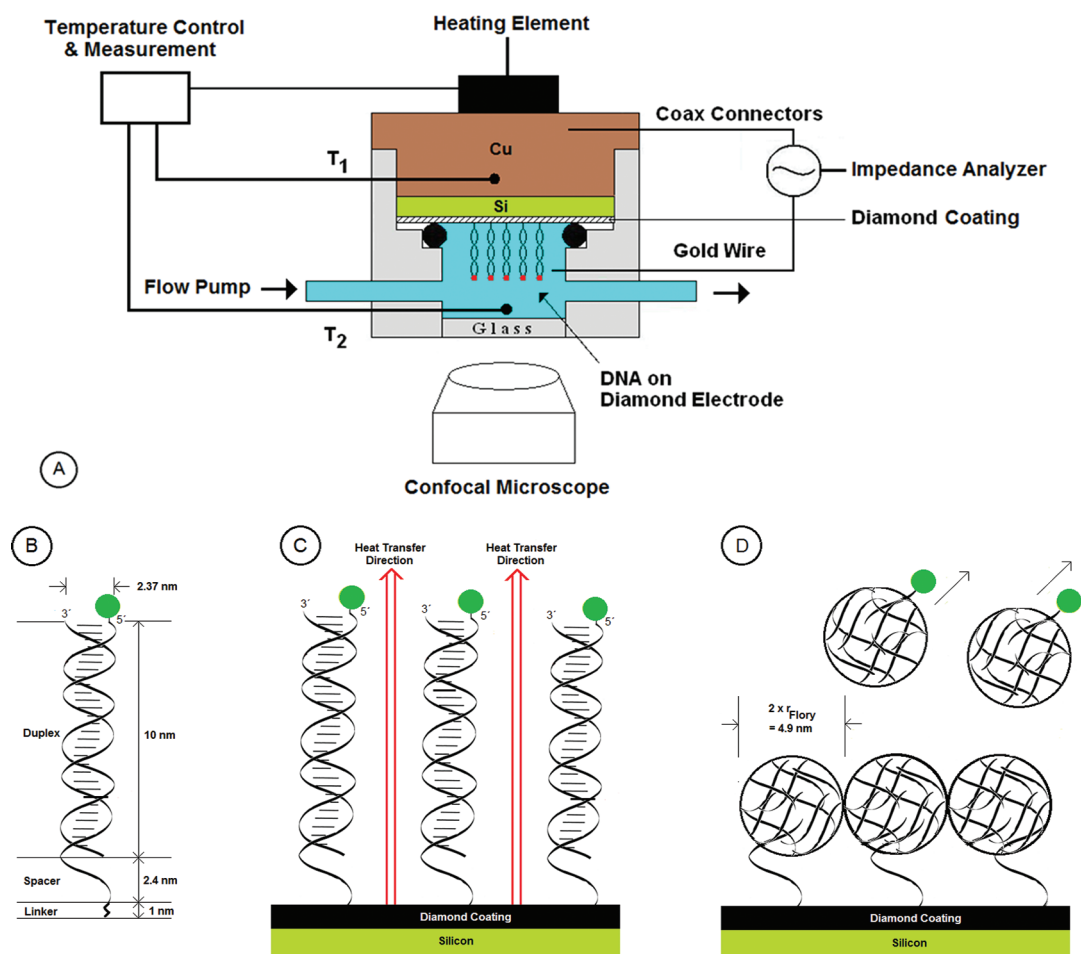 Temperature Control
& Measurement
Heating Element
Coax Connectors
Cu
T1
Impedance Analyzer
Si
Diamond Coating
Gold Wire
Flow Pump
T2
Glass
DNA on
Diamond Electrode
Confocal Microscope
A
B
2.37 nm
3´
5´
Duplex
10 nm
Spacer
2.4 nm
Linker
1 nm
C
Heat Transfer
Direction
Heat Transfer
Direction
3´
5´
3´
5´
3´
5´
Diamond Coating
Silicon
D
2 x rFlory
= 4.9 nm
Diamond Coating
Silicon